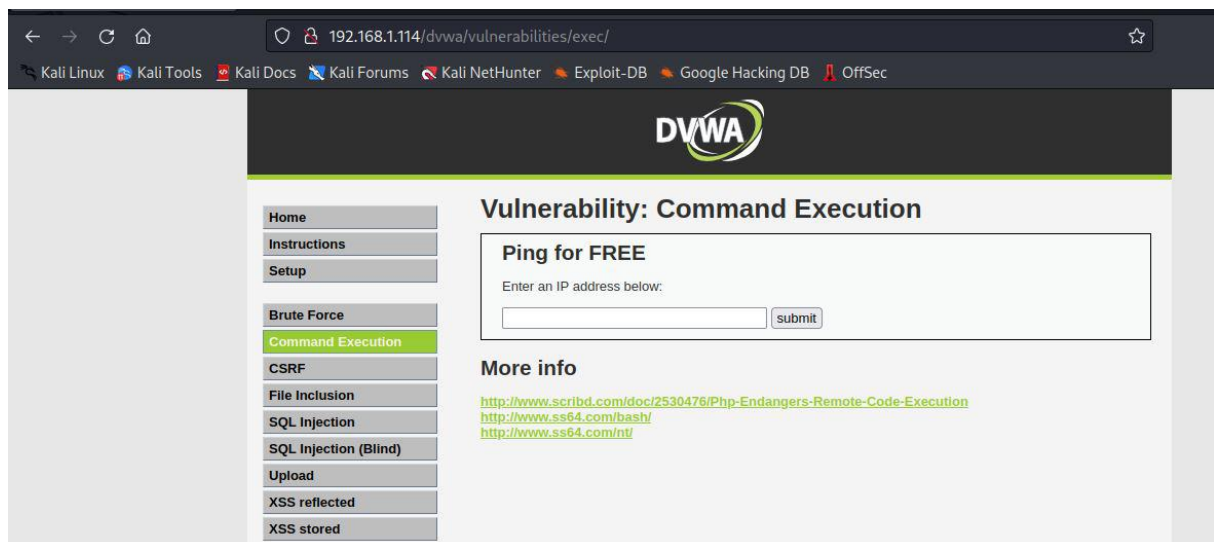 192.168.1.114/dvwa/vulnerabilities/exec/
Kali Linux Kali Tools Kali Docs Kali Forums Kali NetHunter Exploit-DB Google Hacking DB OffSec
DVWA
Home
Instructions
Setup
Brute Force
Command Execution
CSRF
File Inclusion
SQL Injection
SQL Injection (Blind)
Upload
XSS reflected
XSS stored
Vulnerability: Command Execution
Ping for FREE
Enter an IP address below:
submit
More info
http://www.scribd.com/doc/2530476/Php-Endangers-Remote-Code-Execution
http://www.ss64.com/bash/
http://www.ss64.com/nt/